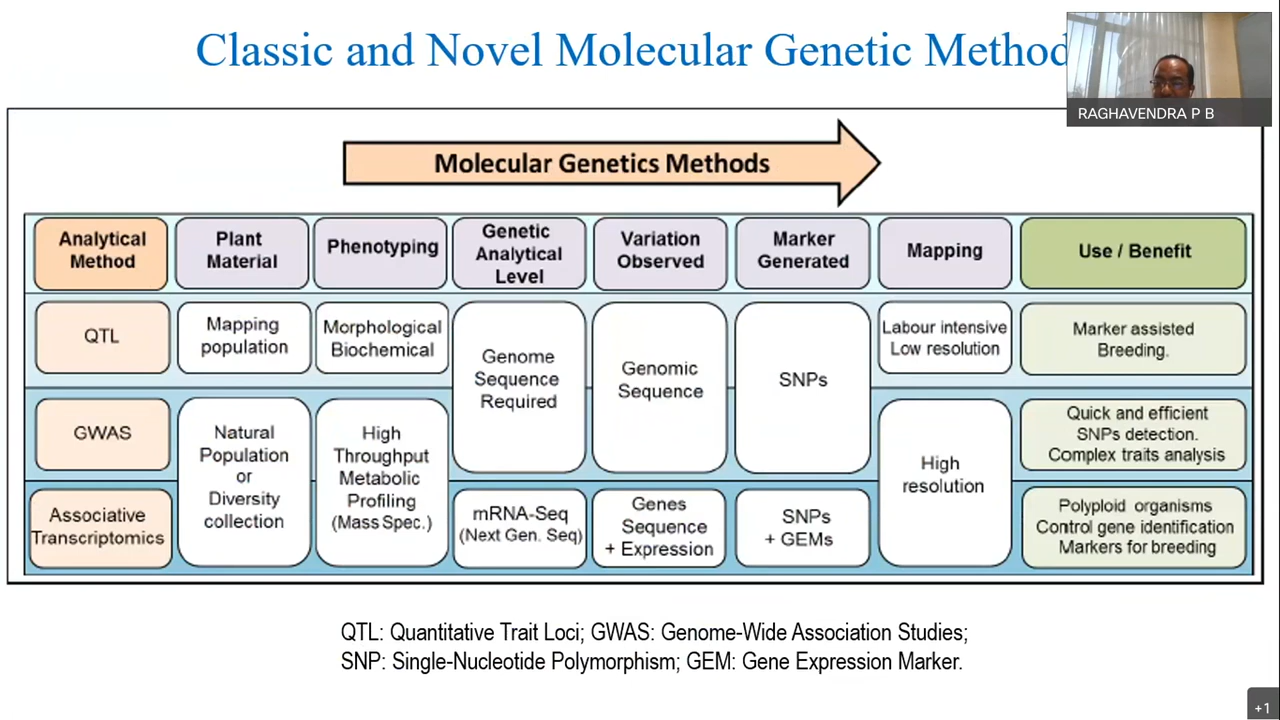 Classic and Novel Molecular Genetic Method
RAGHAVENDRA P B
Molecular Genetics Methods
Analytical
Method
Plant
Material
Phenotyping
Genetic
Analytical
Level
Variation
Observed
Marker
Generated
Mapping
Use / Benefit
QTL
Mapping
population
Morphological
Biochemical
Genome
Sequence
Required
Genomic
Sequence
SNPs
Labour intensive
Low resolution
Marker assisted
Breeding.
GWAS
Natural
Population
or
Diversity
collection
High
Throughput
Metabolic
Profiling
(Mass Spec.)
High
resolution
Quick and efficient
SNPs detection.
Complex traits analysis
Associative
Transcriptomics
mRNA-Seq
(Next Gen. Seq)
Genes
Sequence
+ Expression
SNPs
+ GEMs
Polyploid organisms
Control gene identification
Markers for breeding
QTL: Quantitative Trait Loci; GWAS: Genome-Wide Association Studies;
SNP: Single-Nucleotide Polymorphism; GEM: Gene Expression Marker.
+1